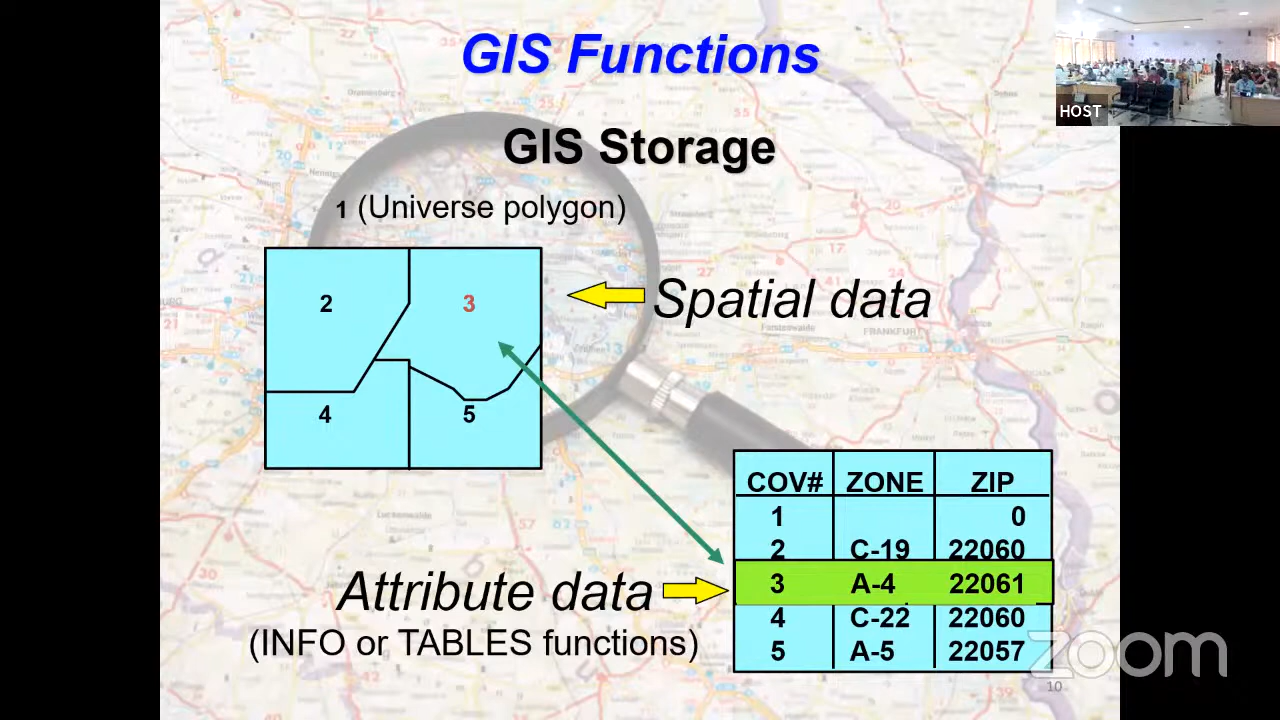 GIS Functions
HOST
GIS Storage
1 (Universe polygon)
2
3
Spatial data
4
5
COV# ZONE ZIP
1 0
2 C-19 22060
3 A-4 22061
4 C-22 22060
5 A-5 22057
Attribute data
(INFO or TABLES functions)
zoom
10